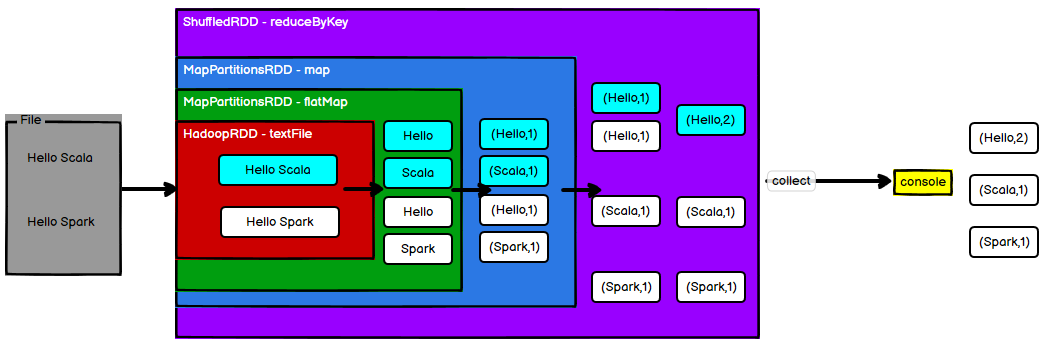 ShuffledRDD - reduceByKey
MapPartitionsRDD - map
MapPartitionsRDD - flatMap
HadoopRDD - textFile
File
Hello Scala
Hello Spark
Hello Scala
Hello Spark
Hello
Scala
Hello
Spark
(Hello,1)
(Scala,1)
(Hello,1)
(Spark,1)
(Hello,1)
(Hello,1)
(Hello,2)
(Scala,1)
(Scala,1)
(Spark,1)
(Spark,1)
collect
console
(Hello,2)
(Scala,1)
(Spark,1)